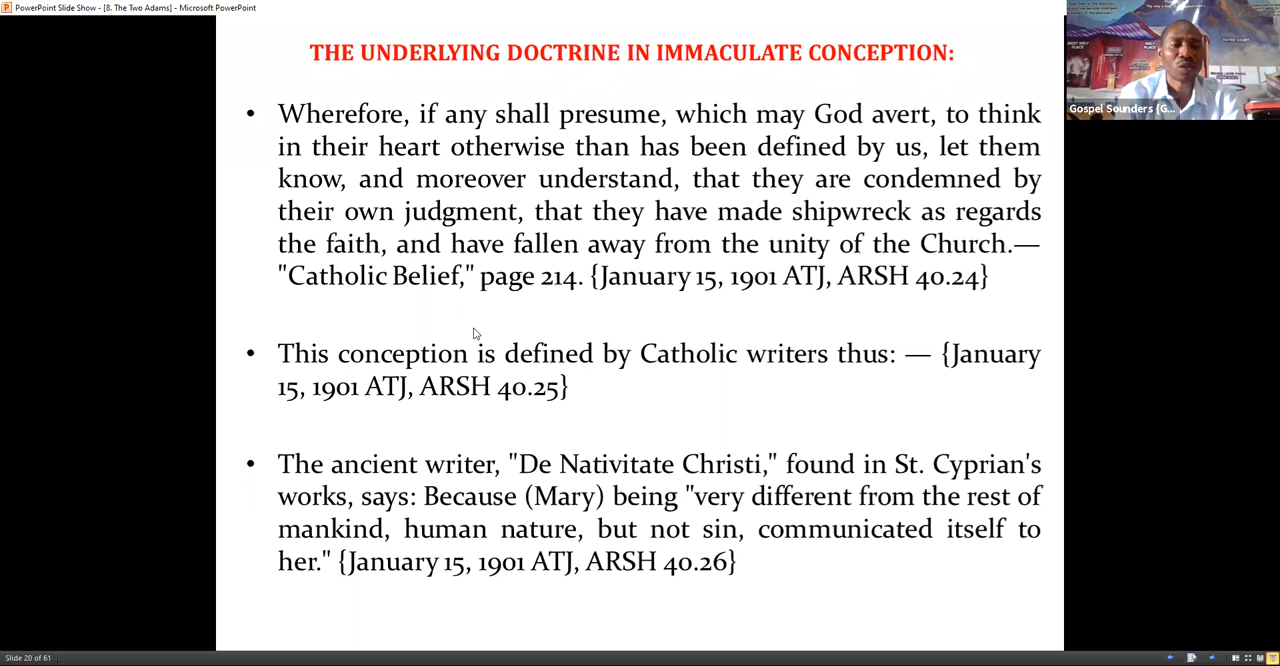 PowerPoint Slide Show - [8. The Two Adams] - Microsoft PowerPoint
THE UNDERLYING DOCTRINE IN IMMACULATE CONCEPTION:
• Wherefore, if any shall presume, which may God avert, to think
in their heart otherwise than has been defined by us, let them
know, and moreover understand, that they are condemned by
their own judgment, that they have made shipwreck as regards
the faith, and have fallen away from the unity of the Church.—
"Catholic Belief," page 214. {January 15, 1901 ATJ, ARSH 40.24}
• This conception is defined by Catholic writers thus: — {January
15, 1901 ATJ, ARSH 40.25}
• The ancient writer, "De Nativitate Christi," found in St. Cyprian's
works, says: Because (Mary) being "very different from the rest of
mankind, human nature, but not sin, communicated itself to
her." {January 15, 1901 ATJ, ARSH 40.26}
HOLY
PLACE
OUTER COURT
Gospel Sounders {G...
Slide 20 of 61